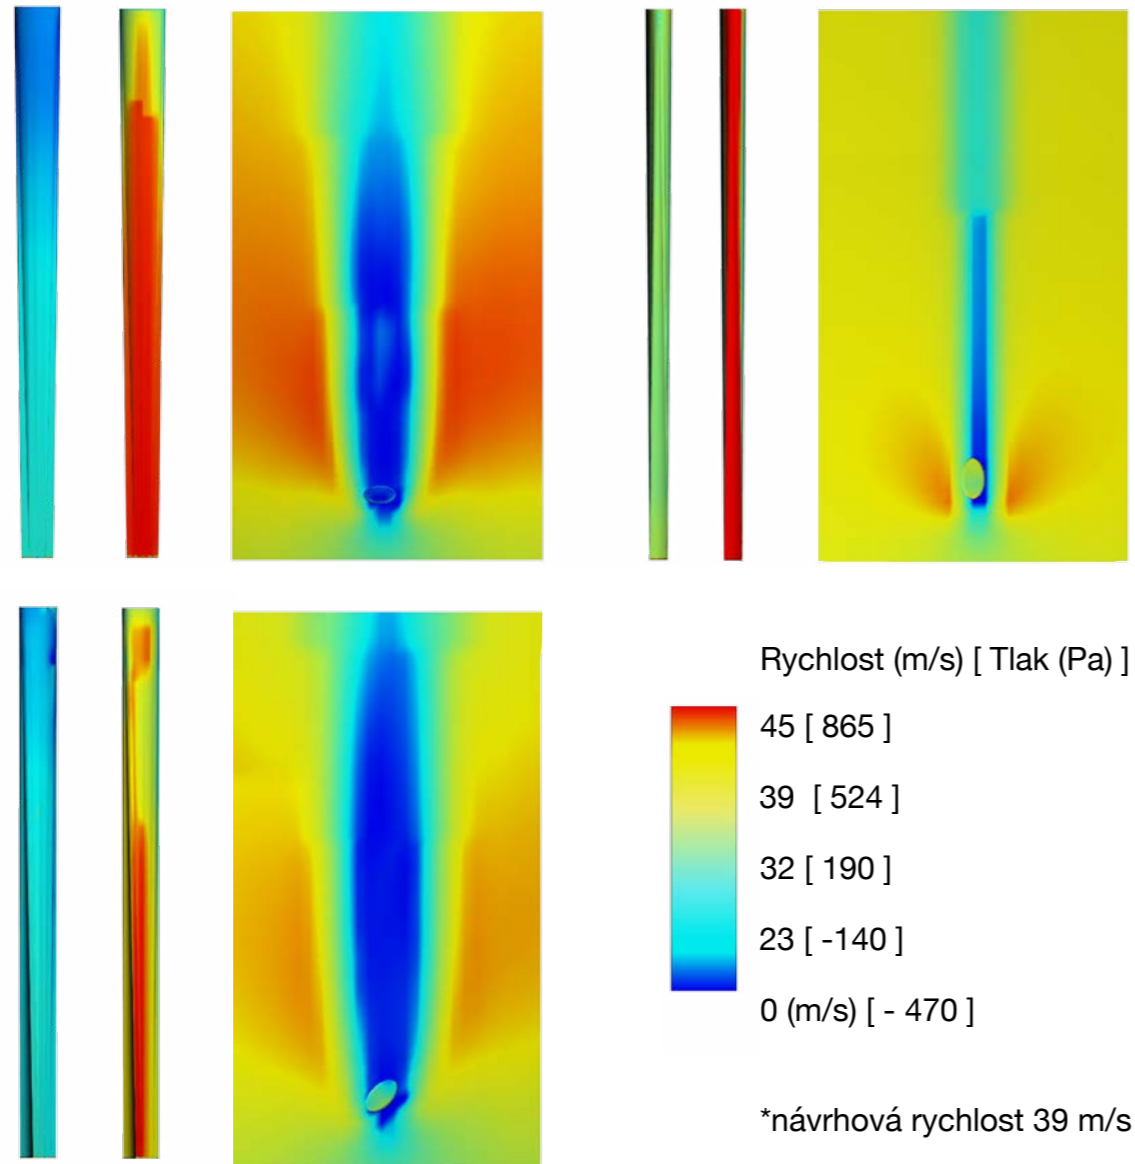 Rychlost (m/s) [ Tlak (Pa) ]
45 [ 865 ]
39 [ 524 ]
32 [ 190 ]
23 [ -140 ]
0 (m/s) [ - 470 ]
*návrhová rychlost 39 m/s